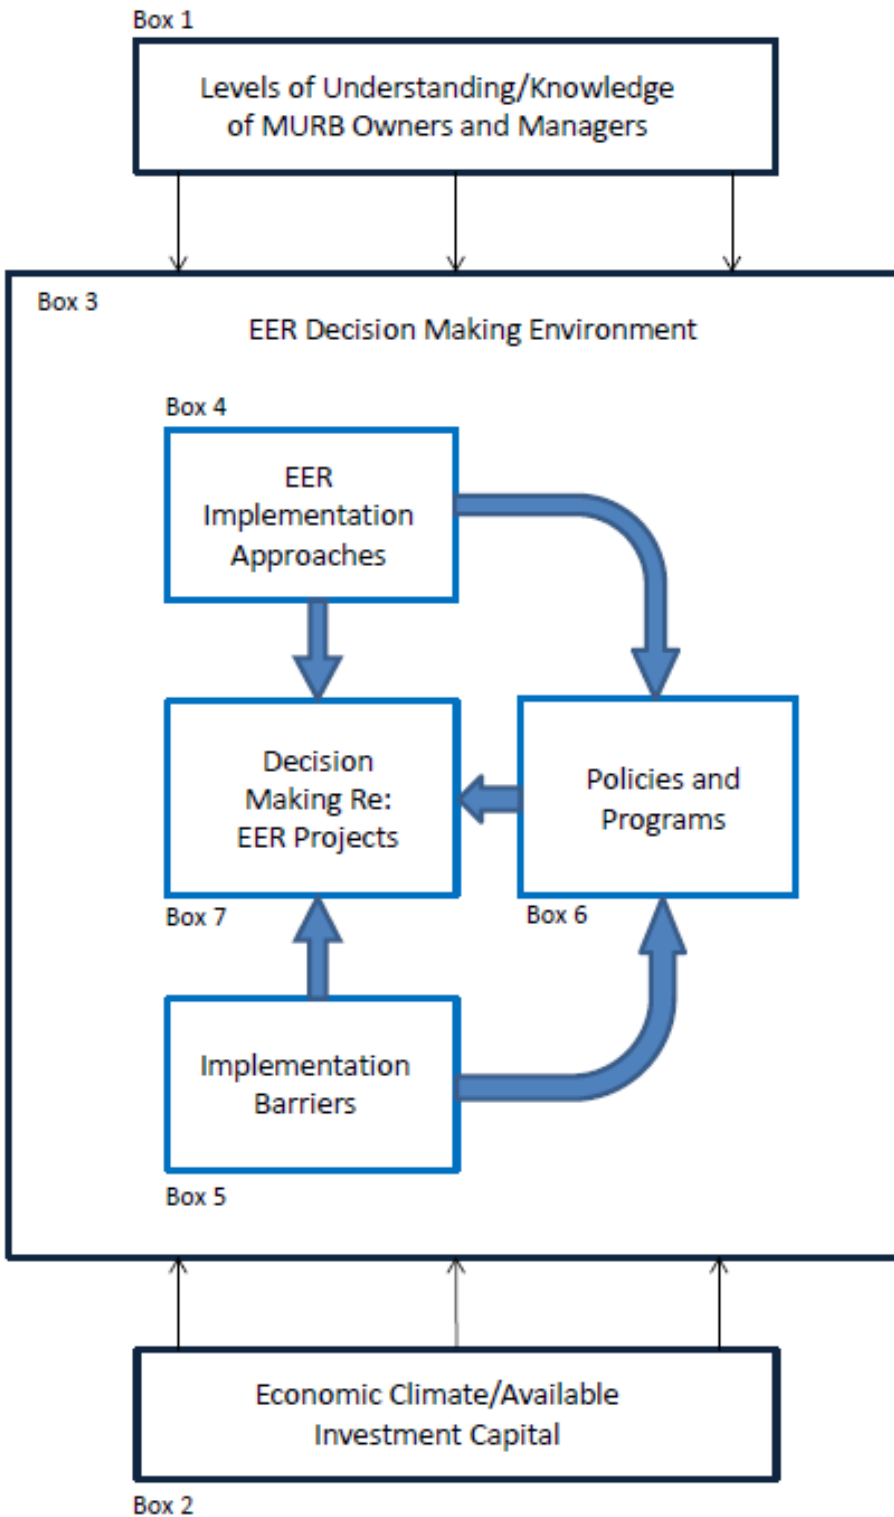 Box 1
Levels of Understanding/Knowledge
of MURB Owners and Managers
Box 3
EER Decision Making Environment
Box 4
EER
Implementation
Approaches
Decision
Making Re:
EER Projects
Box 7
Policies and
Programs
Box 6
Implementation
Barriers
Box 5
Economic Climate/Available
Investment Capital
Box 2